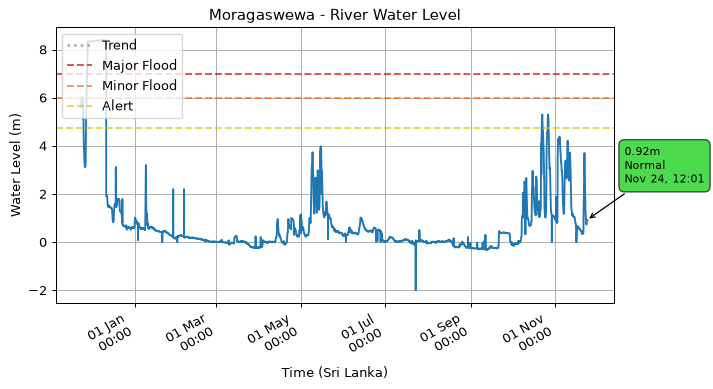 Moragaswewa - River Water Level
Trend
Major Flood
Minor Flood
Alert
8
6
4
2
0
−2
Water Level (m)
0.92m
Normal
Nov 24, 12:01
01 Jan
00:00
01 Mar
00:00
01 May
00:00
01 Jul
00:00
01 Sep
00:00
01 Nov
00:00
Time (Sri Lanka)